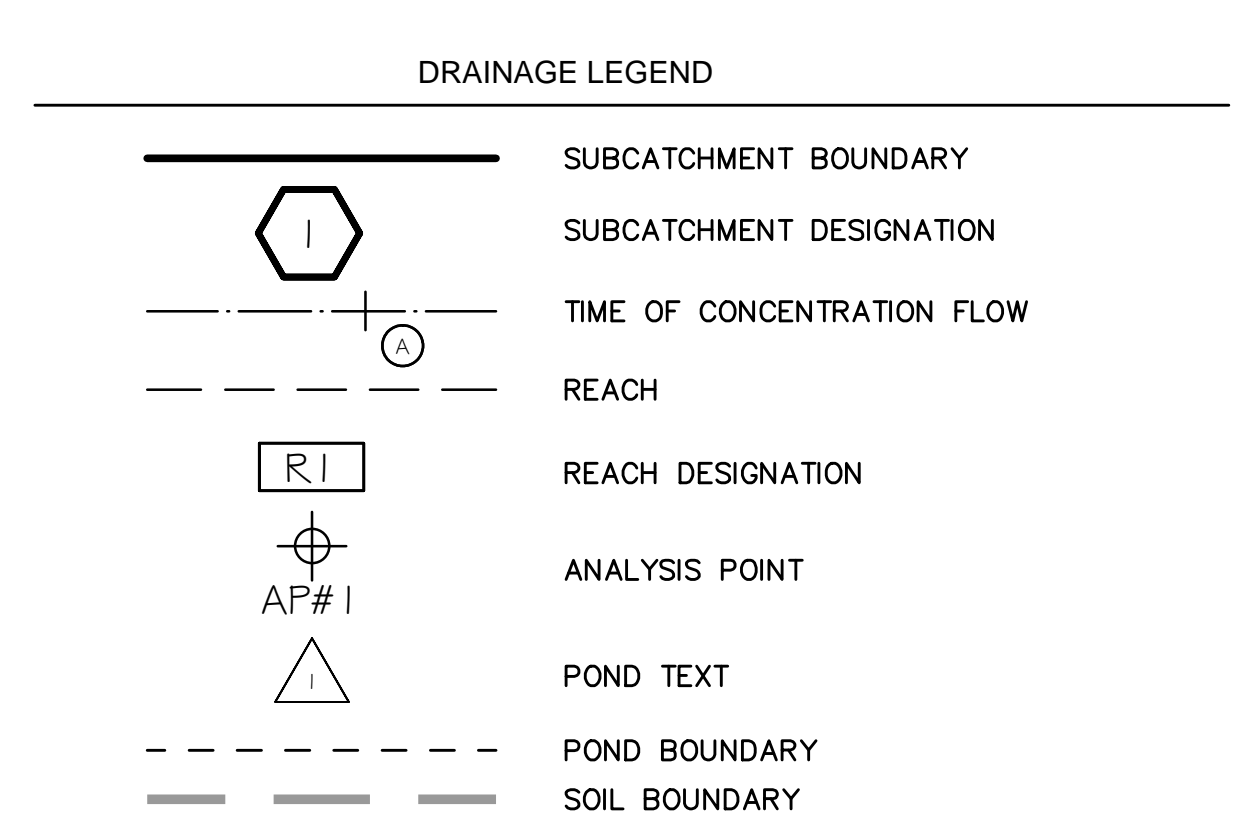 DRAINAGE LEGEND
SUBCATCHMENT BOUNDARY
1 SUBCATCHMENT DESIGNATION
TIME OF CONCENTRATION FLOW
A
REACH
R1 REACH DESIGNATION
ANALYSIS POINT
AP#1
1 POND TEXT
POND BOUNDARY
SOIL BOUNDARY